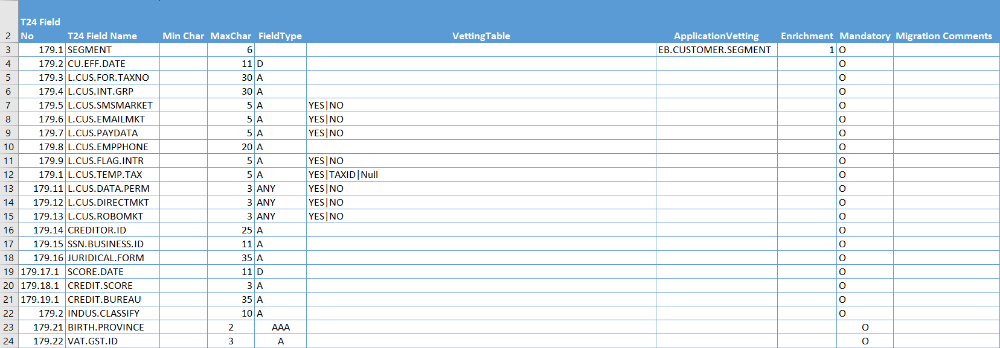 T24 Field
2 No T24 Field Name Min Char MaxChar FieldType VettingTable ApplicationVetting Enrichment Mandatory Migration Comments
3 179.1 SEGMENT 6 EB.CUSTOMER.SEGMENT 1 O
4 179.2 CU.EFF.DATE 11 D O
5 179.3 L.CUS.FOR.TAXNO 30 A O
6 179.4 L.CUS.INT.GRP 30 A O
7 179.5 L.CUS.SMSMARKET 5 A YES|NO O
8 179.6 L.CUS.EMAILMKT 5 A YES|NO O
9 179.7 L.CUS.PAYDATA 5 A YES|NO O
10 179.8 L.CUS.EMPPHONE 20 A O
11 179.9 L.CUS.FLAG.INTR 5 A YES|NO O
12 179.1 L.CUS.TEMP.TAX 5 A YES|TAXID|Null O
13 179.11 L.CUS.DATA.PERM 3 ANY YES|NO O
14 179.12 L.CUS.DIRECTMKT 3 ANY YES|NO O
15 179.13 L.CUS.ROBOMKT 3 ANY YES|NO O
16 179.14 CREDITOR.ID 25 A O
17 179.15 SSN.BUSINESS.ID 11 A O
18 179.16 JURIDICAL.FORM 35 A O
19 179.17.1 SCORE.DATE 11 D O
20 179.18.1 CREDIT.SCORE 3 A O
21 179.19.1 CREDIT.BUREAU 35 A O
22 179.2 INDUS.CLASSIFY 10 A O
23 179.21 BIRTH.PROVINCE 2 AAA O
24 179.22 VAT.GST.ID 3 A O